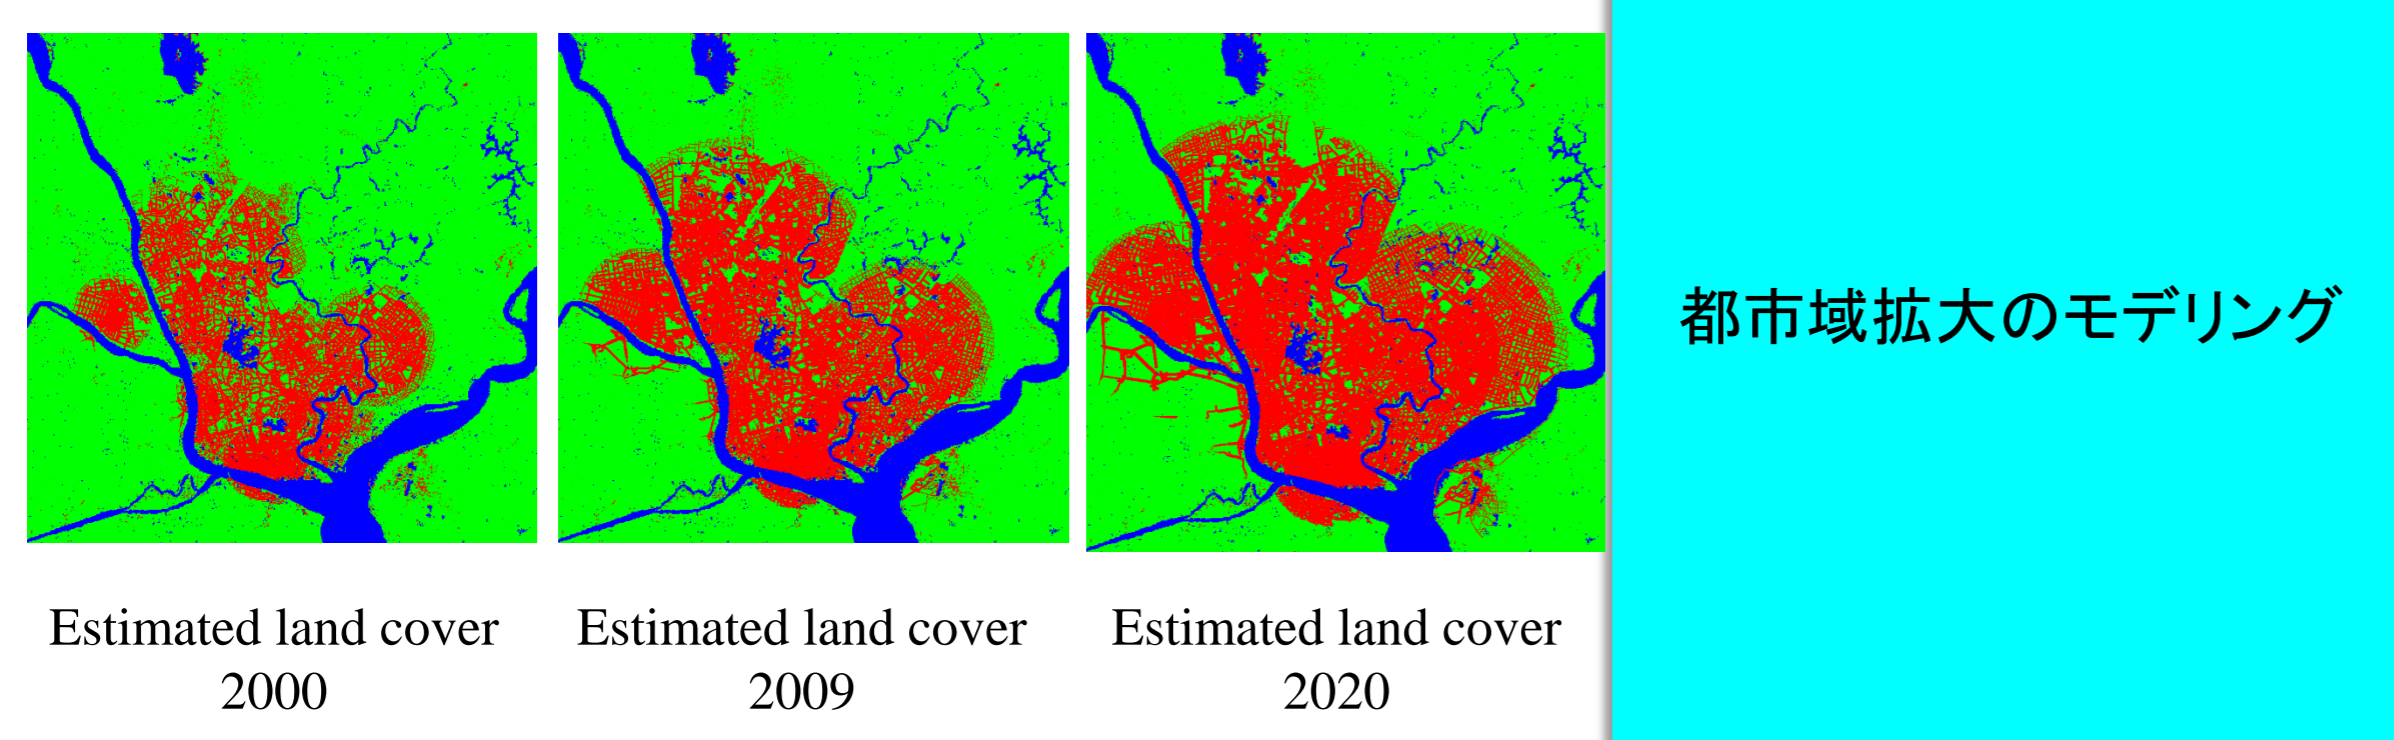 Estimated land cover
2000
Estimated land cover
2009
Estimated land cover
2020
都市域拡大のモデリング